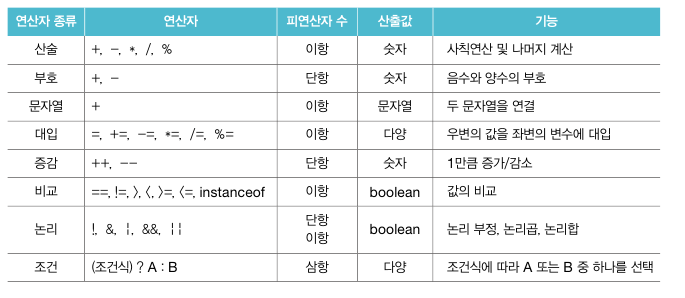 연산자 종류 연산자 피연산자 수 산출값 기능
산술 +, -, *, /, % 이항 숫자 사칙연산 및 나머지 계산
부호 +, - 단항 숫자 음수와 양수의 부호
문자열 + 이항 문자열 두 문자열을 연결
대입 =, +=, -=, *=, /=, %= 이항 다양 우변의 값을 좌변의 변수에 대입
증감 ++, -- 단항 숫자 1만큼 증가/감소
비교 ==, !=, >, <, >=, <=, instanceof 이항 boolean 값의 비교
논리 !, &, |, &&, || 단항 boolean 논리 부정, 논리곱, 논리합
이항
조건 (조건식) ? A : B 삼항 다양 조건식에 따라 A 또는 B 중 하나를 선택